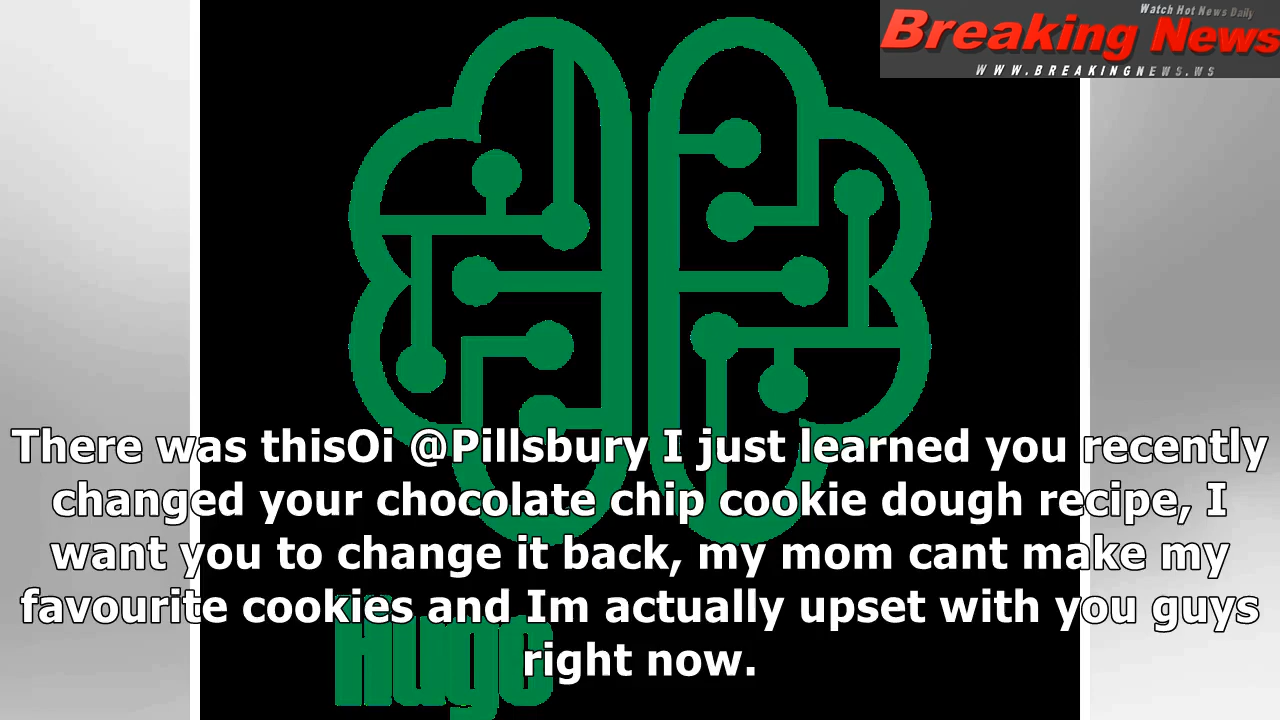 Watch Hot News Daily
Breaking News
WWW.BREAKINGNEWS.WS
There was thisOi @Pillsbury I just learned you recently
changed your chocolate chip cookie dough recipe, I
want you to change it back, my mom cant make my
favourite cookies and Im actually upset with you guys
right now.
Huge